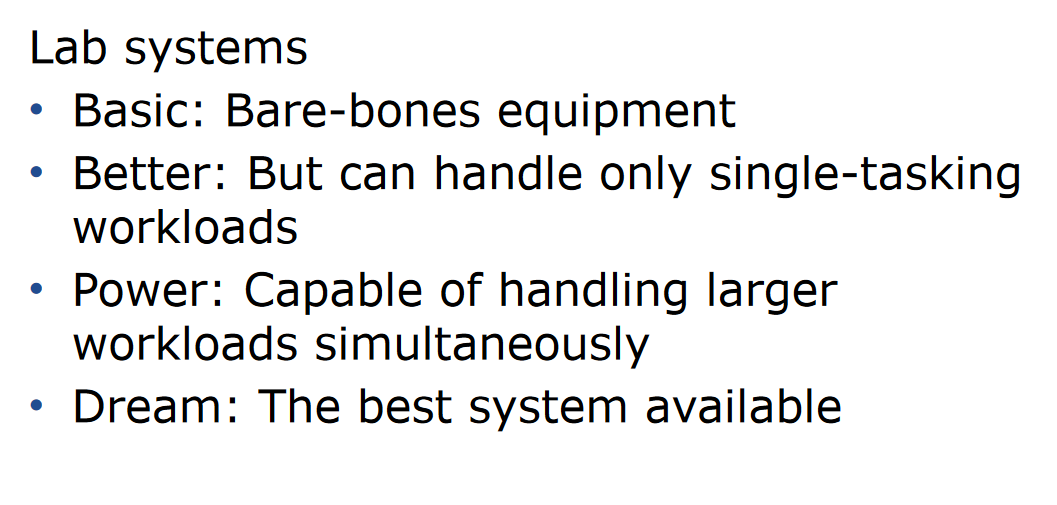 Lab systems
• Basic: Bare-bones equipment
• Better: But can handle only single-tasking
workloads
• Power: Capable of handling larger
workloads simultaneously
• Dream: The best system available